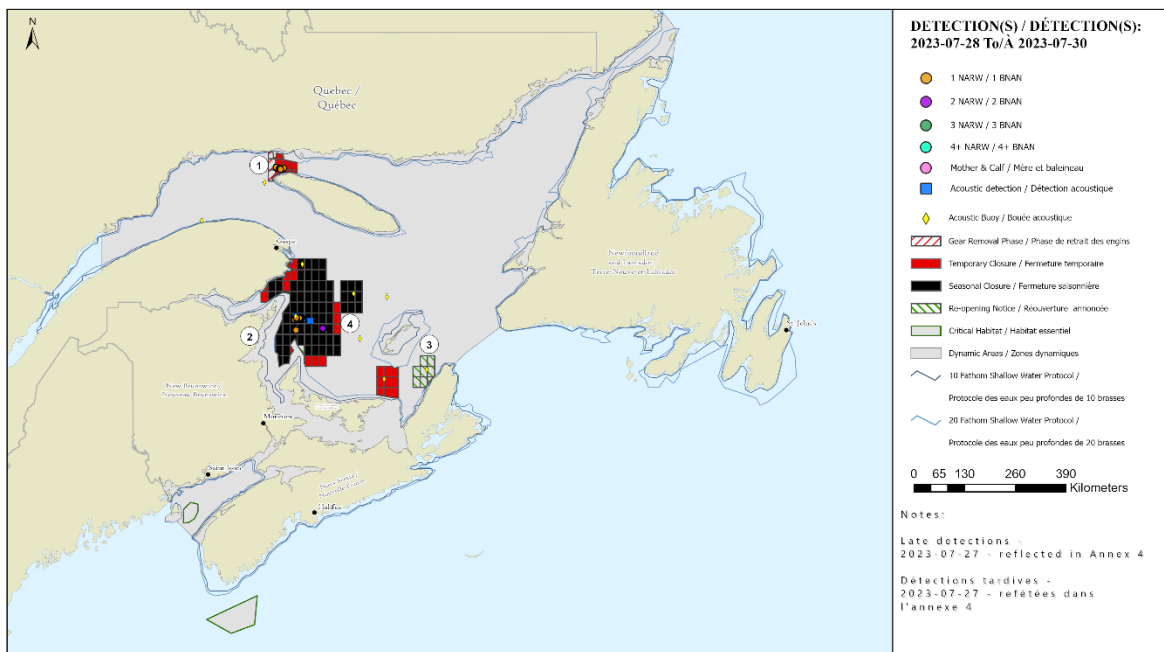 N
Quebec /
Québec
1
Gaspé
Newfoundland
and Labrador
Terre-Neuve-et-Labrador
2
4
3
St. John's
New Brunswick /
Nouveau-Brunswick
Moncton
Saint John
Nova Scotia /
Nouvelle-Écosse
Halifax
DETECTION(S) / DÉTECTION(S):
2023-07-28 To/À 2023-07-30
1 NARW / 1 BNAN
2 NARW / 2 BNAN
3 NARW / 3 BNAN
4+ NARW / 4+ BNAN
Mother & Calf / Mère et baleineau
Acoustic detection / Détection acoustique
Acoustic Buoy / Bouée acoustique
Gear Removal Phase / Phase de retrait des engins
Temporary Closure / Fermeture temporaire
Seasonal Closure / Fermeture saisonnière
Re-opening Notice / Réouverture annoncée
Critical Habitat / Habitat essentiel
Dynamic Areas / Zones dynamiques
10 Fathom Shallow Water Protocol /
Protocole des eaux peu profondes de 10 brasses
20 Fathom Shallow Water Protocol /
Protocole des eaux peu profondes de 20 brasses
0 65 130 260 390
Kilometers
Notes:
Late detections -
2023-07-27 - reflected in Annex 4
Détections tardives -
2023-07-27 - refétées dans
l'annexe 4